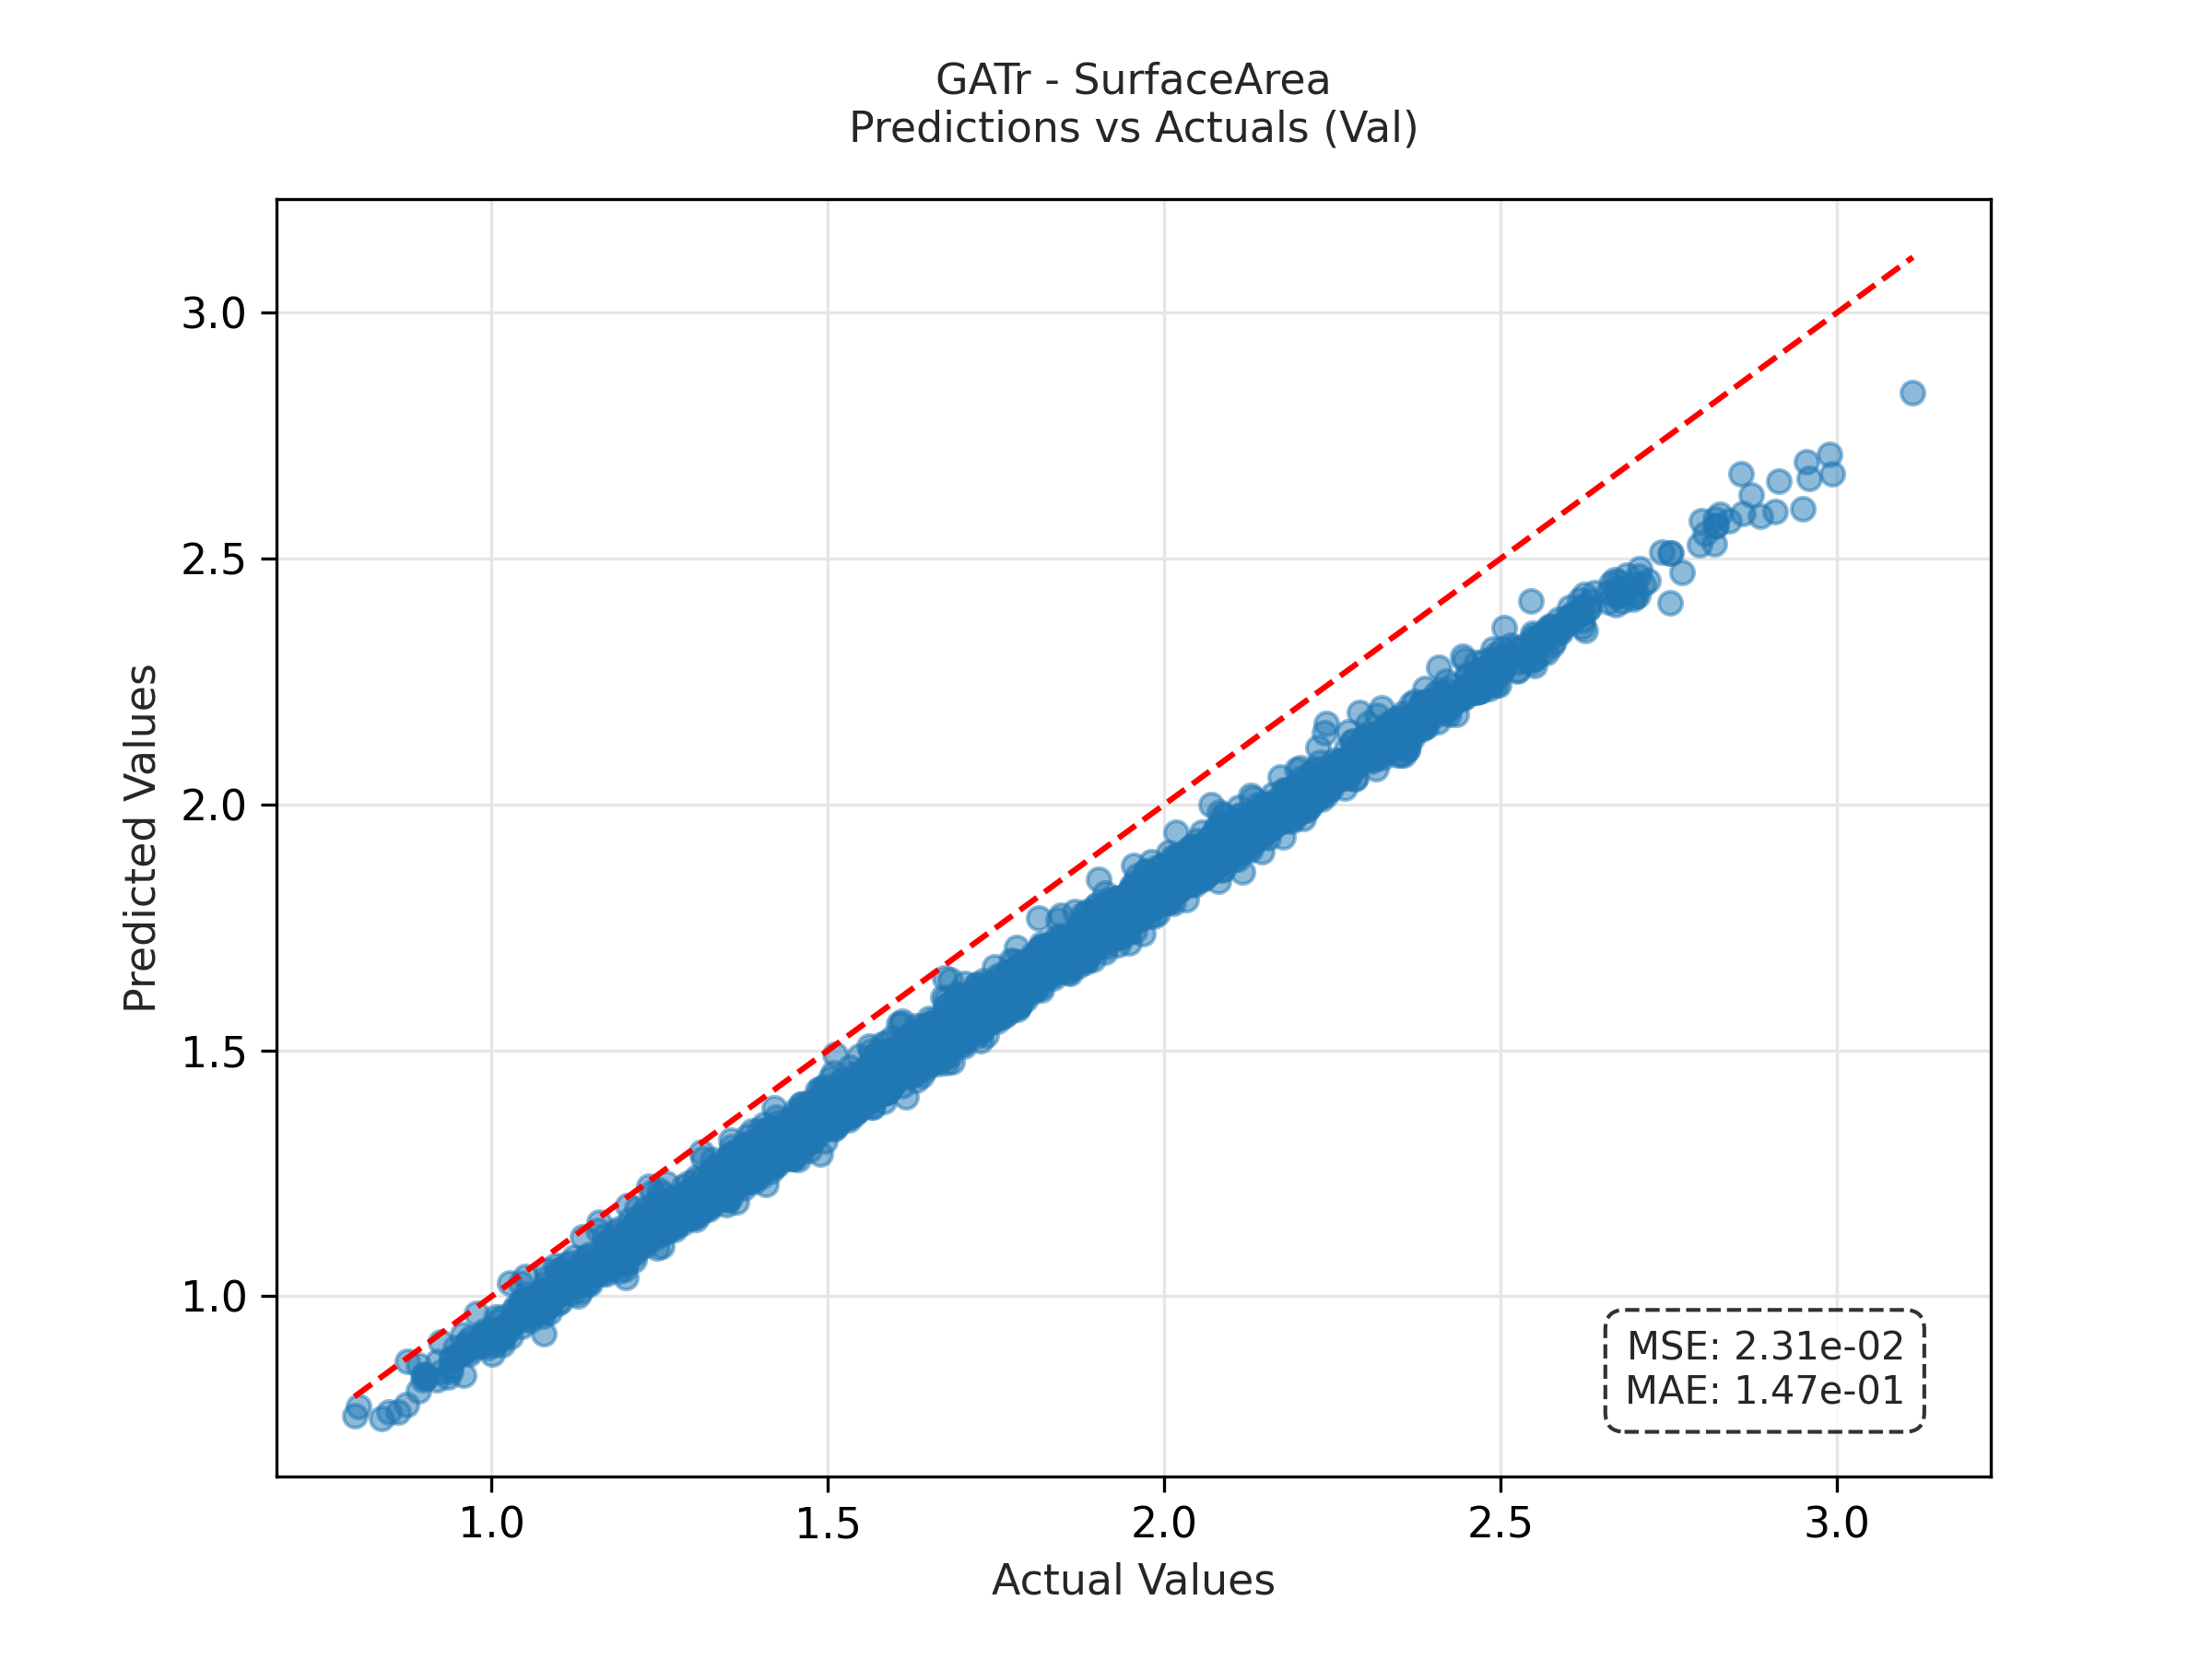 GATr - SurfaceArea
Predictions vs Actuals (Val)
3.0
2.5
2.0
1.5
1.0
Predicted Values
MSE: 2.31e-02
MAE: 1.47e-01
1.0 1.5 2.0 2.5 3.0
Actual Values